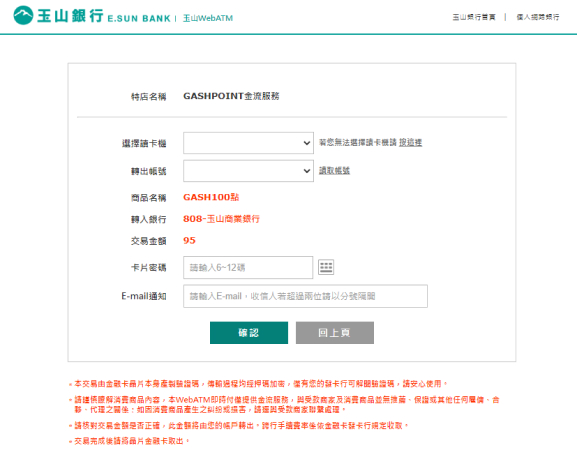 玉山銀行 E.SUN BANK | 玉山WebATM
玉山銀行首頁 | 個人網路銀行
特店名稱 GASHPOINT金流服務
選擇讀卡機 若您無法選擇讀卡機請 按這裡
轉出帳號 讀取帳號
商品名稱 GASH100點
轉入銀行 808-玉山商業銀行
交易金額 95
卡片密碼 請輸入6~12碼
E-mail通知 請輸入E-mail，收信人若超過兩位請以分號隔開
確認 回上頁
本交易由金融卡晶片本身產製驗證碼，傳輸過程均經押碼加密，僅有您的發卡行可解開驗證碼，請安心使用。
請謹慎瞭解消費商品內容，本WebATM即時付僅提供金流服務，與受款商家及消費商品並無推薦、保證或其他任何僱傭、合
夥、代理之關係；如因消費商品產生之糾紛或損害，請還與受款商家聯繫處理。
請核對交易金額是否正確，此金額將由您的帳戶轉出，跨行手續費率係依金融卡發卡行規定收取。
交易完成後請將晶片金融卡取出。